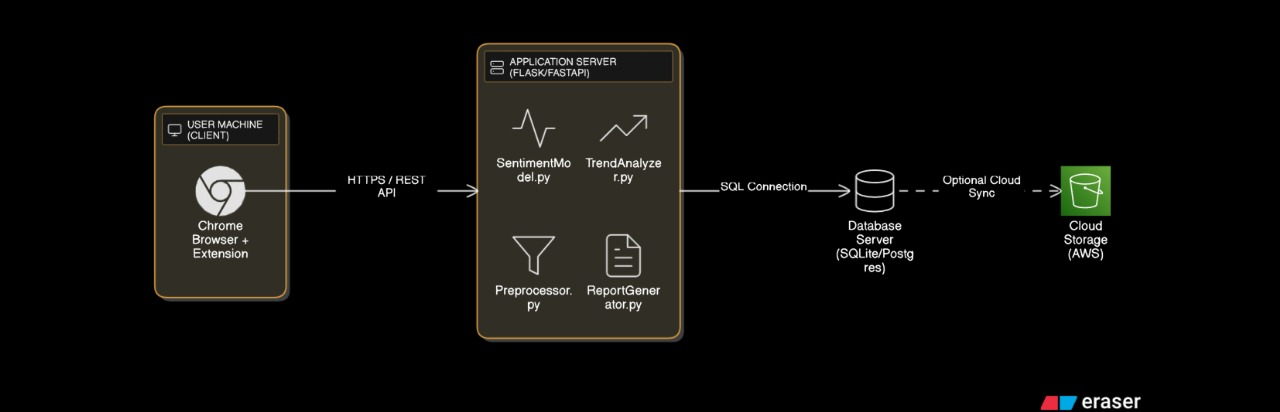 USER MACHINE
(CLIENT)
Chrome
Browser +
Extension
HTTPS / REST
API
APPLICATION SERVER
(FLASK/FASTAPI)
SentimentMo
del.py
TrendAnalyze
r.py
Preprocessor.
py
ReportGener
ator.py
SQL Connection
Database
Server
(SQLite/Postg
res)
Optional Cloud
Sync
Cloud
Storage
(AWS)
eraser